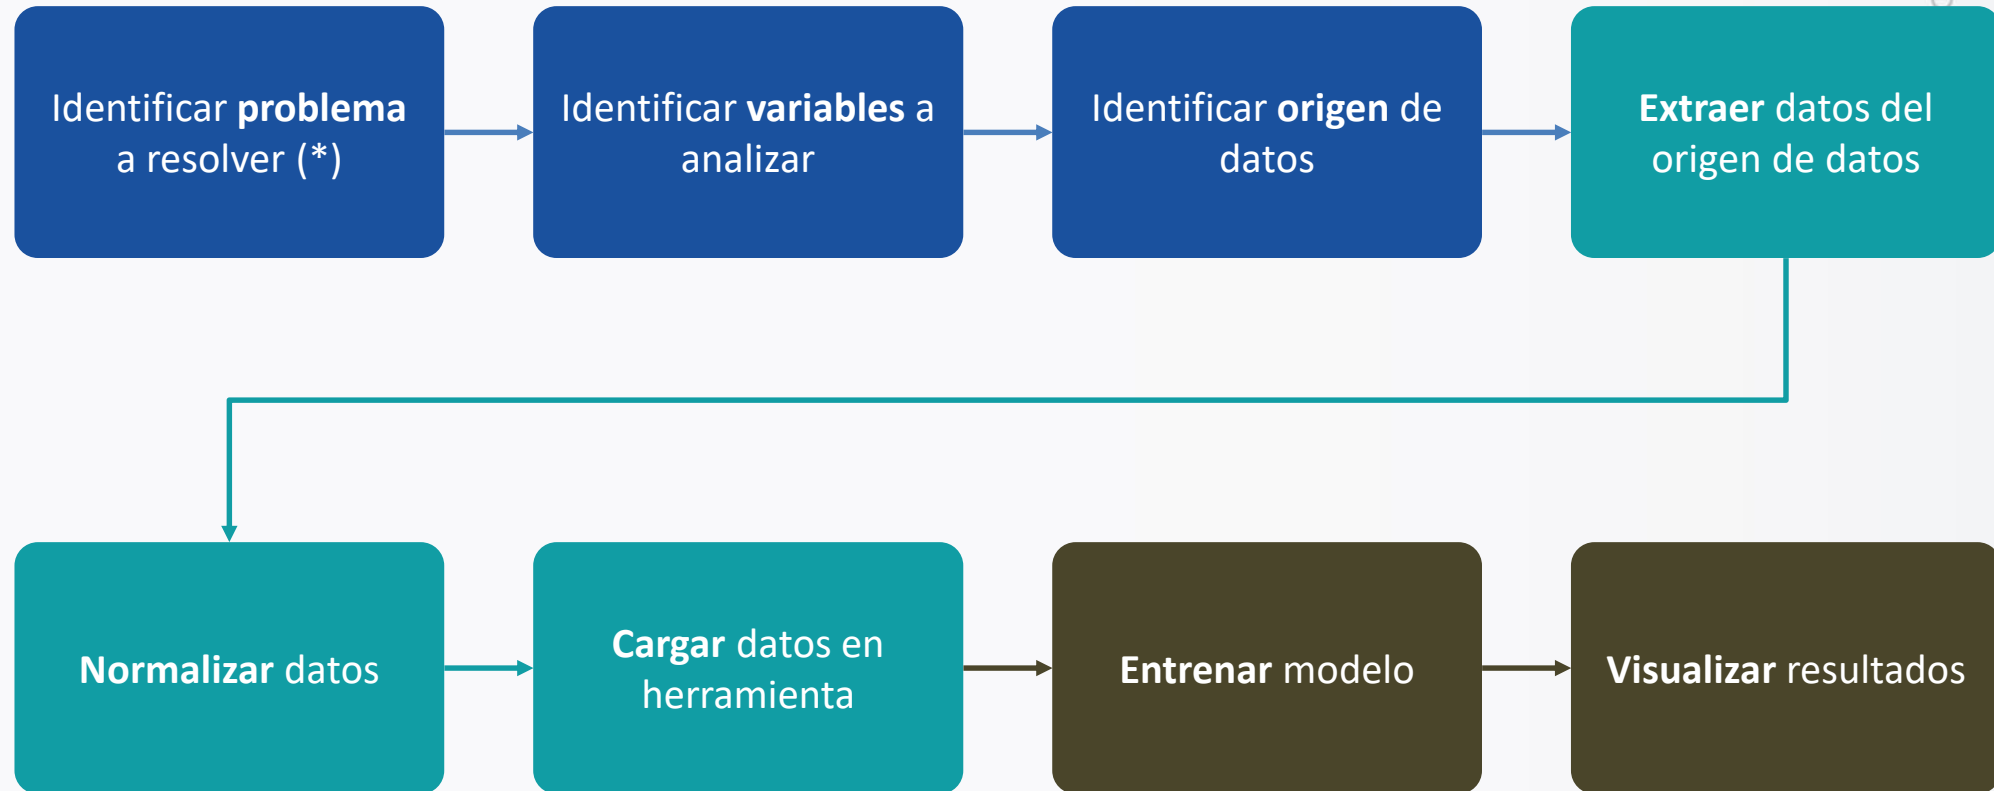 Identificar problema
a resolver (*)
Identificar variables a
analizar
Identificar origen de
datos
Extraer datos del
origen de datos
Normalizar datos
Cargar datos en
herramienta
Entrenar modelo
Visualizar resultados